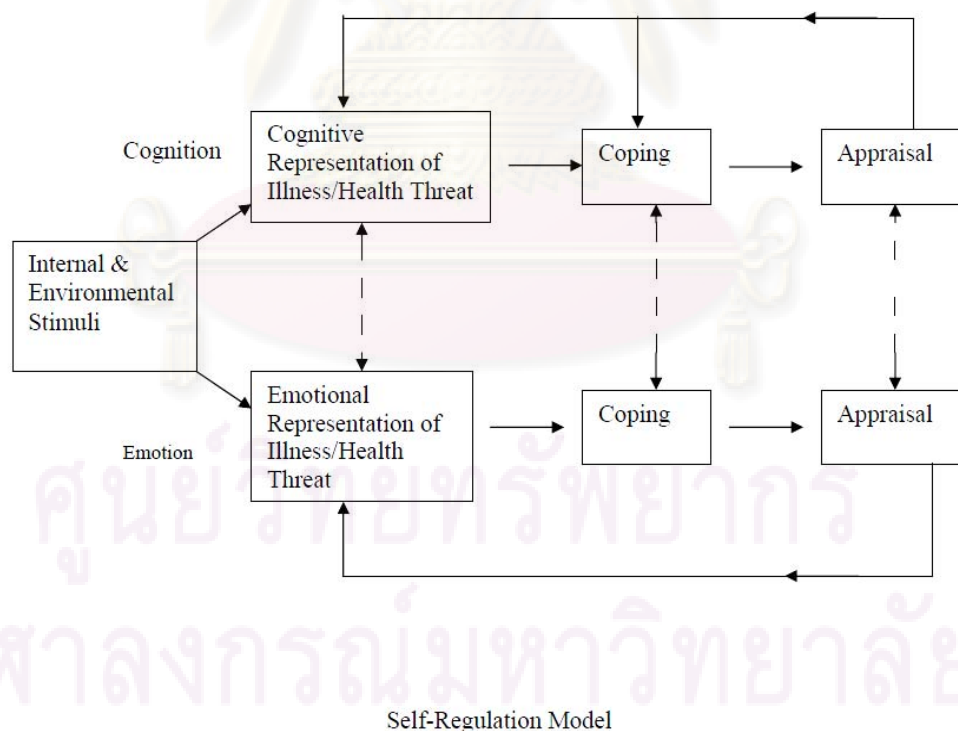 Cognition
Cognitive
Representation of
Illness/Health Threat
Coping
Appraisal
Internal &
Environmental
Stimuli
Emotion
Emotional
Representation of
Illness/Health
Threat
Coping
Appraisal
ศูนย์วิทยทรัพยากร
ฬาลงกรณ์มหาวิทยาลัย
Self-Regulation Model